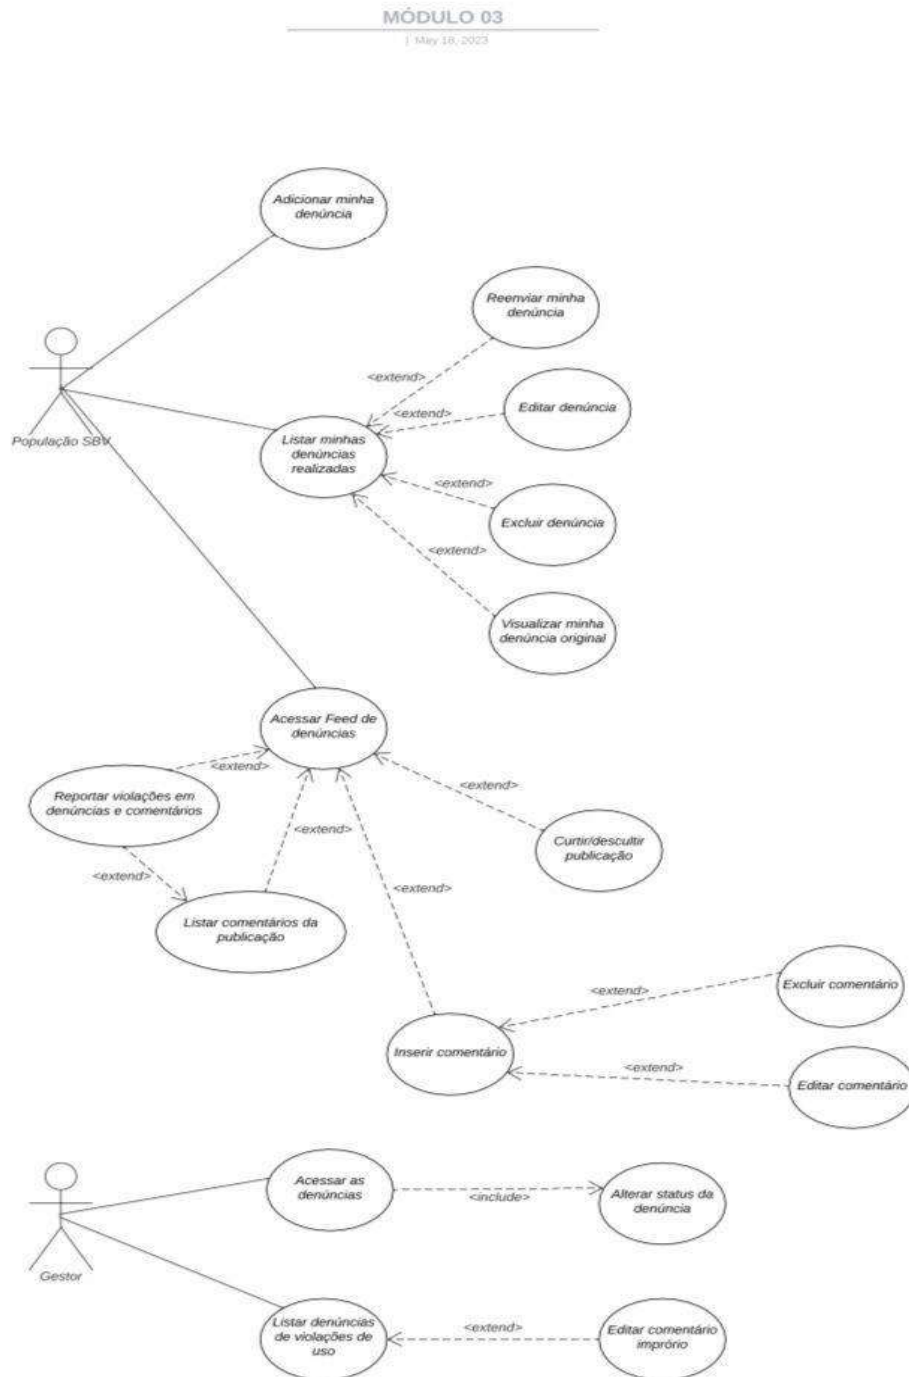 MÓDULO 03
| May 18, 2023
Adicionar minha
denúncia
Reenviar minha
denúncia
<extend>
Editar denúncia
<extend>
População SBV
Listar minhas
denúncias
realizadas
<extend>
Excluir denúncia
<extend>
Visualizar minha
denúncia original
Acessar Feed de
denúncias
<extend>
Reportar violações em
denúncias e comentários
<extend>
<extend>
Curtir/descultir
publicação
<extend>
<extend>
Listar comentários da
publicação
Excluir comentário
<extend>
Inserir comentário
<extend>
Editar comentário
Acessar as
denúncias
<include>
Alterar status da
denúncia
Gestor
Listar denúncias
de violações de
uso
<extend>
Editar comentário
imprório